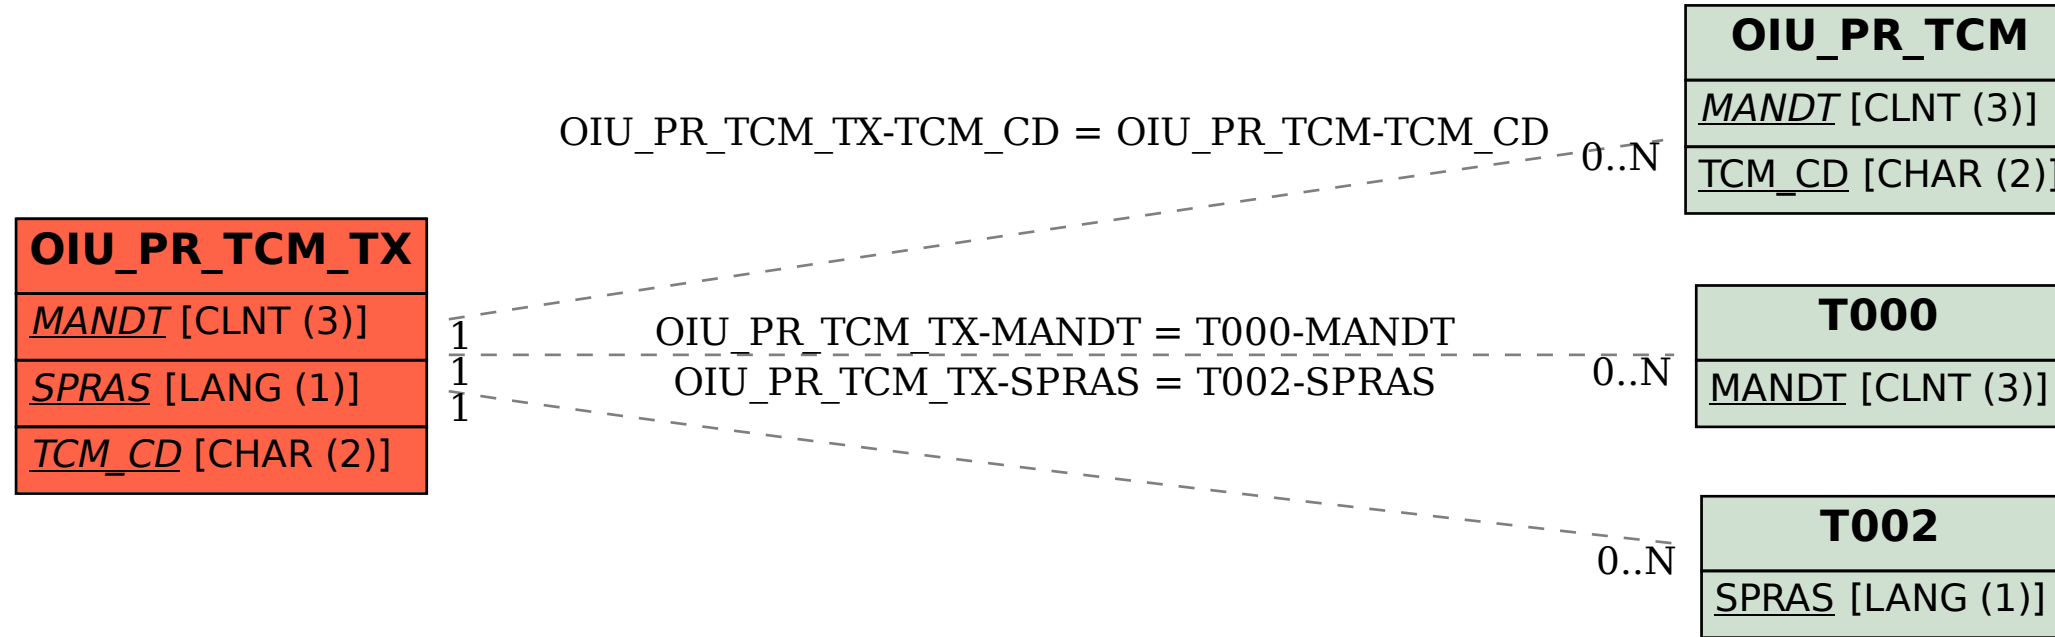 OIU_PR_TCM_TX
MANDT [CLNT (3)]
SPRAS [LANG (1)]
TCM_CD [CHAR (2)]
OIU_PR_TCM_TX-TCM_CD = OIU_PR_TCM-TCM_CD
0..N
1
OIU_PR_TCM_TX-MANDT = T000-MANDT
1
0..N
OIU_PR_TCM_TX-SPRAS = T002-SPRAS
1
0..N
OIU_PR_TCM
MANDT [CLNT (3)]
TCM_CD [CHAR (2)]
T000
MANDT [CLNT (3)]
T002
SPRAS [LANG (1)]